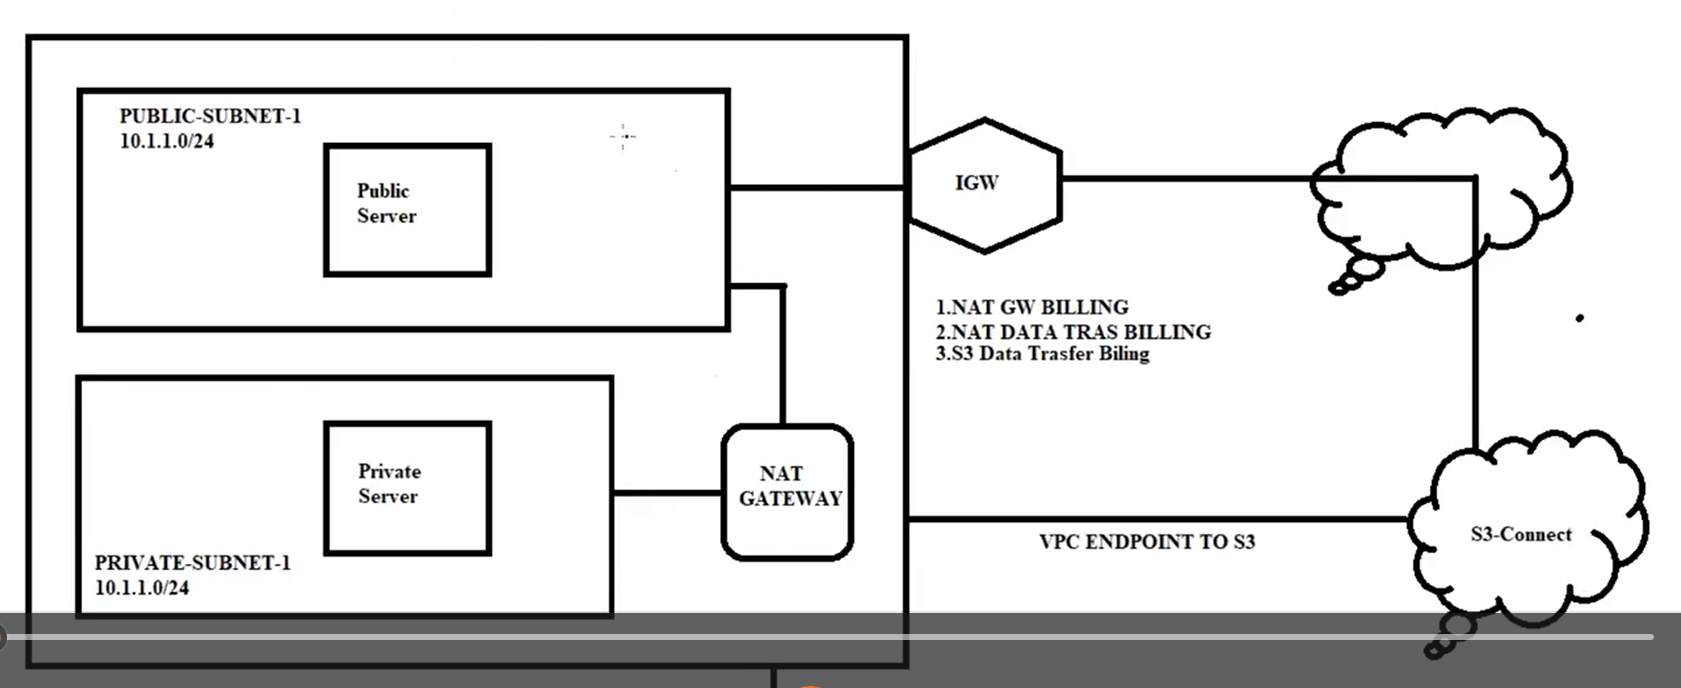 PUBLIC-SUBNET-1
10.1.1.0/24
Public
Server
IGW
1.NAT GW BILLING
2.NAT DATA TRAS BILLING
3.S3 Data Trasfer Biling
Private
Server
NAT
GATEWAY
PRIVATE-SUBNET-1
10.1.1.0/24
VPC ENDPOINT TO S3
S3-Connect